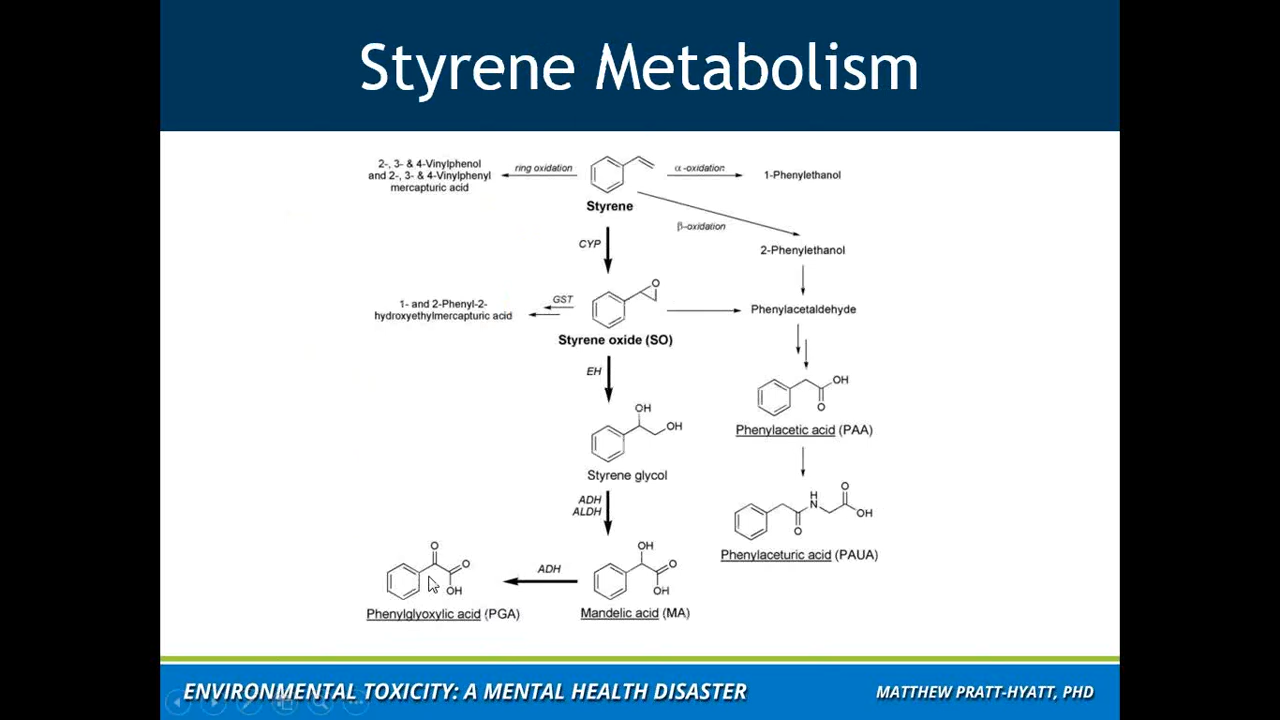 Styrene Metabolism
2-, 3- & 4-Vinylphenol
and 2-, 3- & 4-Vinylphenyl
mercapturic acid
ring oxidation
α-oxidation
1-Phenylethanol
Styrene
β-oxidation
CYP
2-Phenylethanol
1- and 2-Phenyl-2-
hydroxyethylmercapturic acid
GST
O
Phenylacetaldehyde
Styrene oxide (SO)
EH
OH
O
Phenylacetic acid (PAA)
OH
OH
Styrene glycol
ADH
ALDH
H
N
O
O
OH
Phenylaceturic acid (PAUA)
O
O
OH
Phenylglyoxylic acid (PGA)
ADH
OH
O
OH
Mandelic acid (MA)
ENVIRONMENTAL TOXICITY: A MENTAL HEALTH DISASTER
MATTHEW PRATT-HYATT, PHD